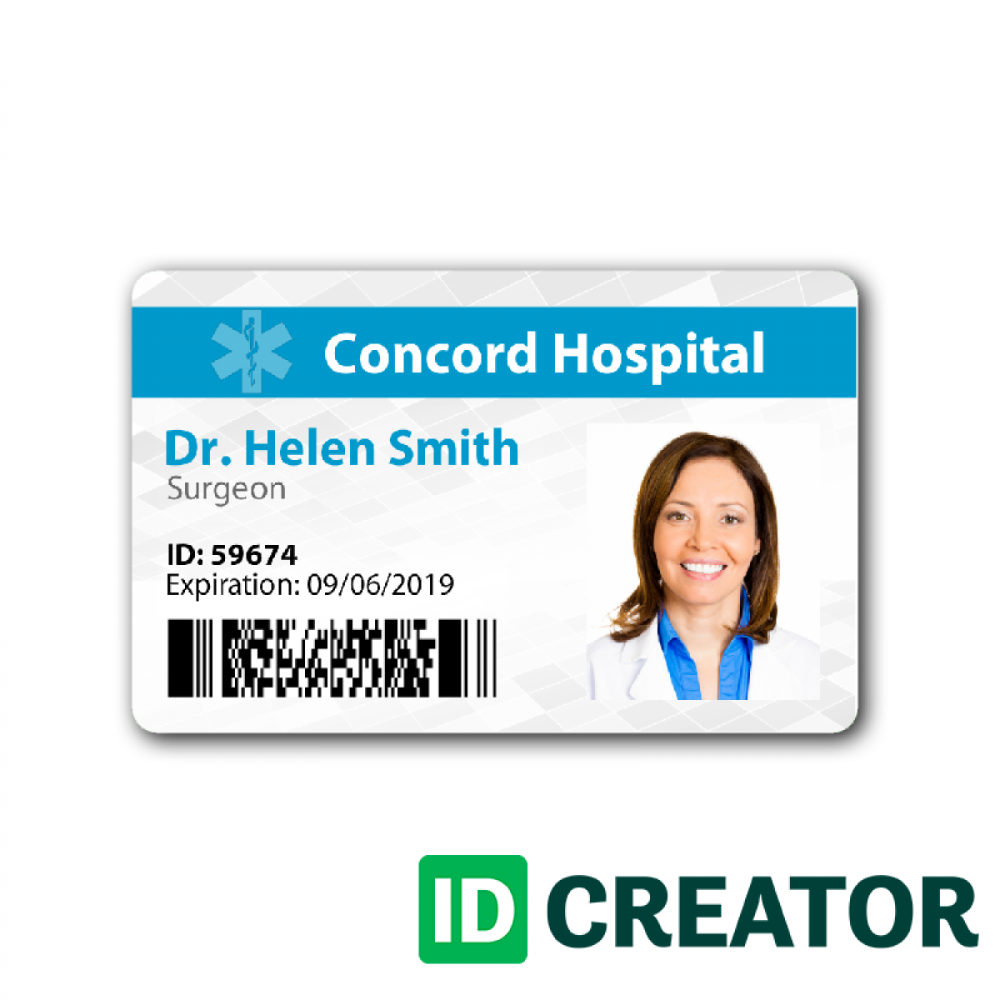 Concord Hospital
Dr. Helen Smith
Surgeon
ID: 59674
Expiration: 09/06/2019
ID CREATOR